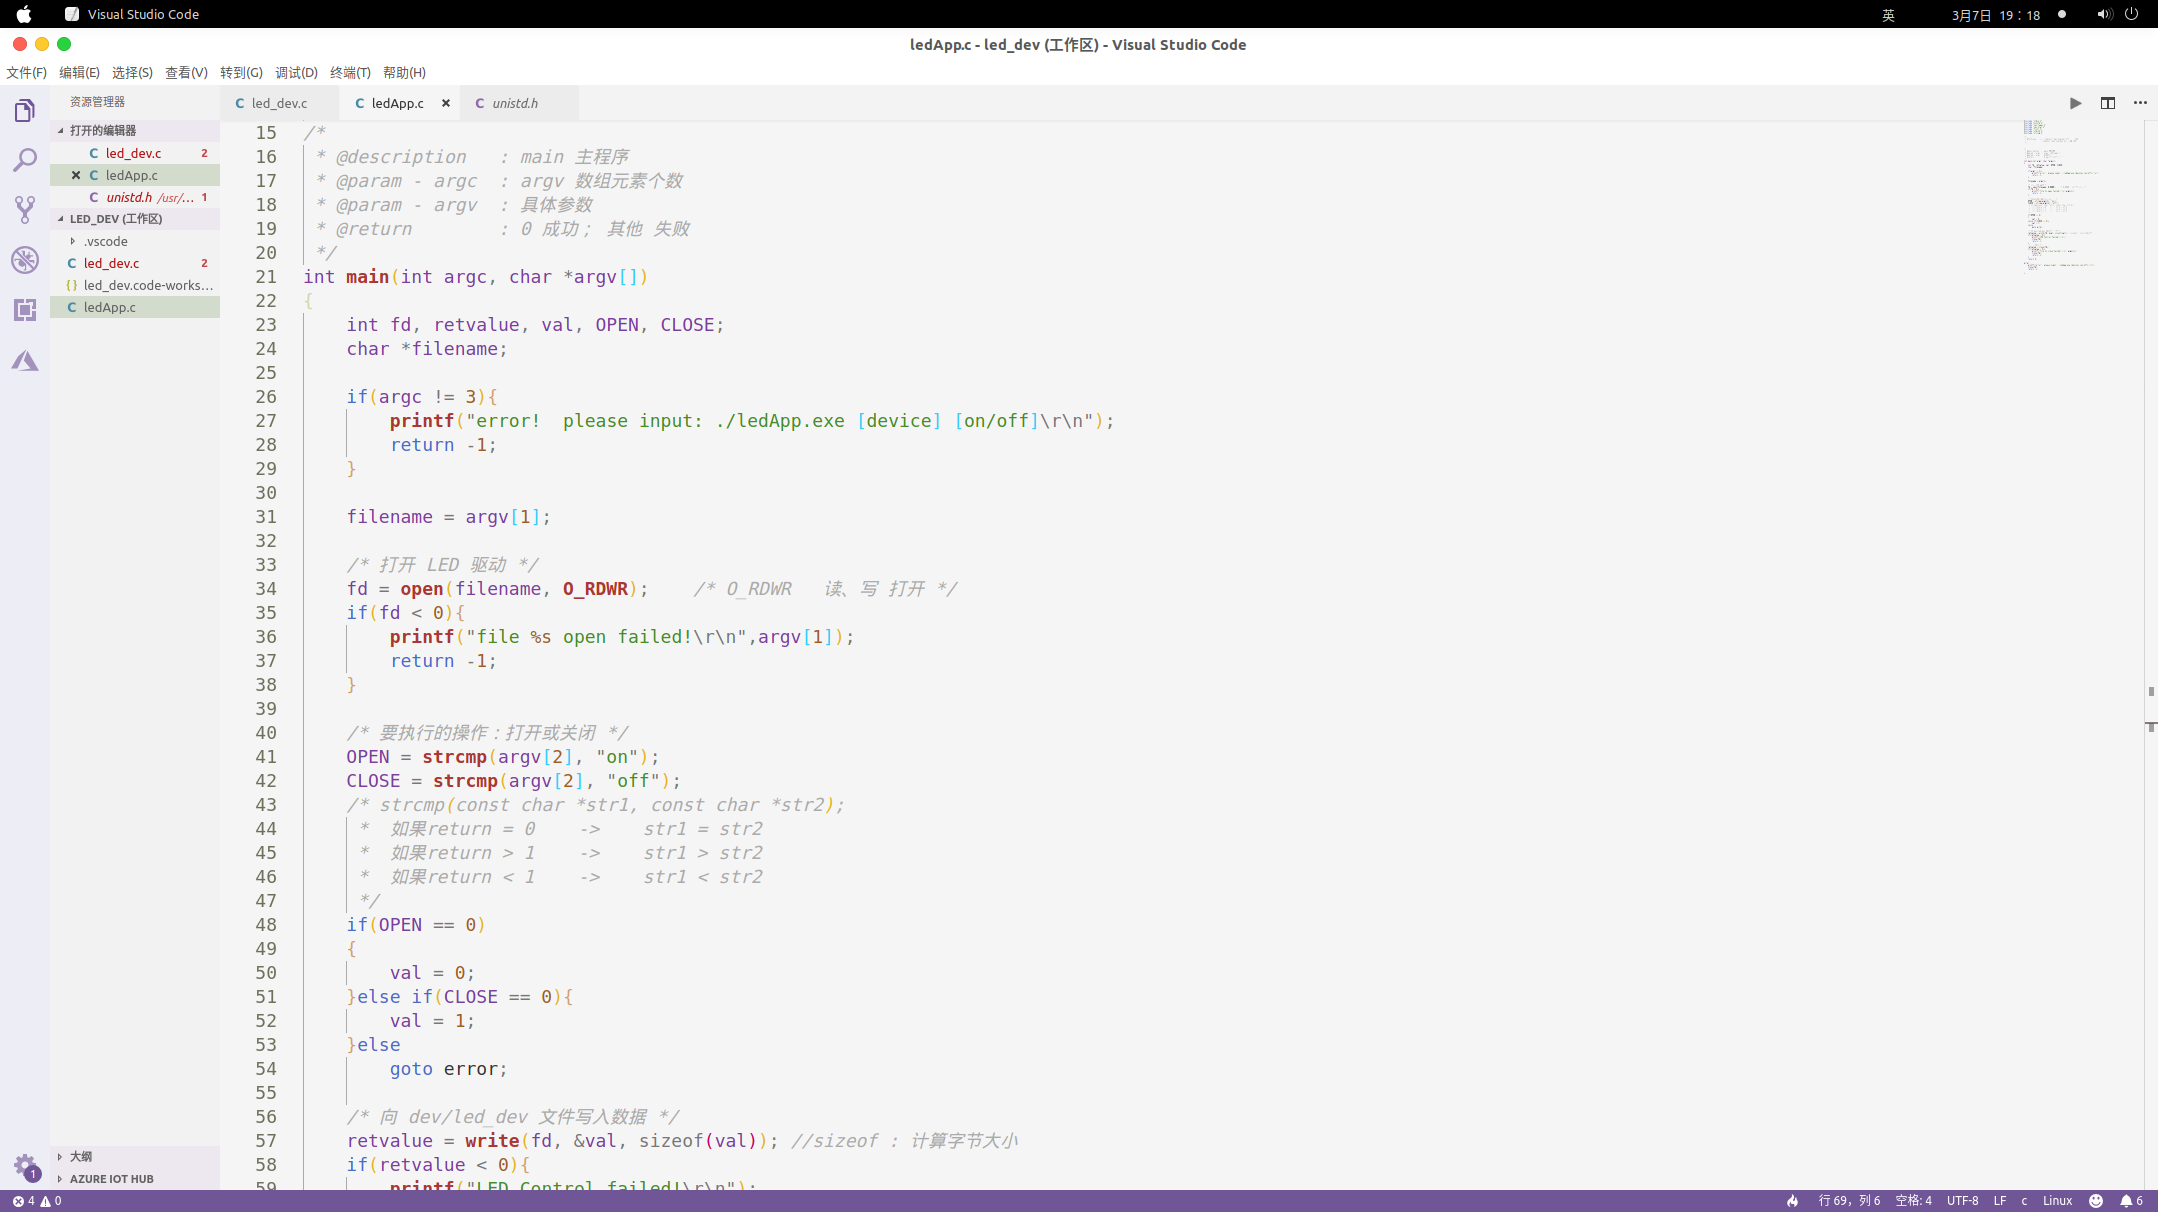 Visual Studio Code
英
3月7日 19：18
ledApp.c - led_dev (工作区) - Visual Studio Code
文件(F) 编辑(E) 选择(S) 查看(V) 转到(G) 调试(D) 终端(T) 帮助(H)
资源管理器
打开的编辑器
C led_dev.c 2
× C ledApp.c
C unistd.h /usr/... 1
LED_DEV (工作区)
.vscode
C led_dev.c 2
{} led_dev.code-works...
C ledApp.c
大纲
AZURE IOT HUB
1
C led_dev.c
C ledApp.c ×
C unistd.h
15 /*
16  * @description   : main 主程序
17  * @param - argc  : argv 数组元素个数
18  * @param - argv  : 具体参数
19  * @return        : 0 成功； 其他 失败
20  */
21 int main(int argc, char *argv[])
22 {
23     int fd, retvalue, val, OPEN, CLOSE;
24     char *filename;
25
26     if(argc != 3){
27         printf("error!  please input: ./ledApp.exe [device] [on/off]\r\n");
28         return -1;
29     }
30
31     filename = argv[1];
32
33     /* 打开 LED 驱动 */
34     fd = open(filename, O_RDWR);    /* O_RDWR   读、写 打开 */
35     if(fd < 0){
36         printf("file %s open failed!\r\n",argv[1]);
37         return -1;
38     }
39
40     /* 要执行的操作：打开或关闭 */
41     OPEN = strcmp(argv[2], "on");
42     CLOSE = strcmp(argv[2], "off");
43     /* strcmp(const char *str1, const char *str2);
44      *  如果return = 0    ->    str1 = str2
45      *  如果return > 1    ->    str1 > str2
46      *  如果return < 1    ->    str1 < str2
47      */
48     if(OPEN == 0)
49     {
50         val = 0;
51     }else if(CLOSE == 0){
52         val = 1;
53     }else
54         goto error;
55
56     /* 向 dev/led_dev 文件写入数据 */
57     retvalue = write(fd, &val, sizeof(val)); //sizeof : 计算字节大小
58     if(retvalue < 0){
59         printf("LED Control failed!\r\n");
4 0
行 69，列 6 空格: 4 UTF-8 LF c Linux 6